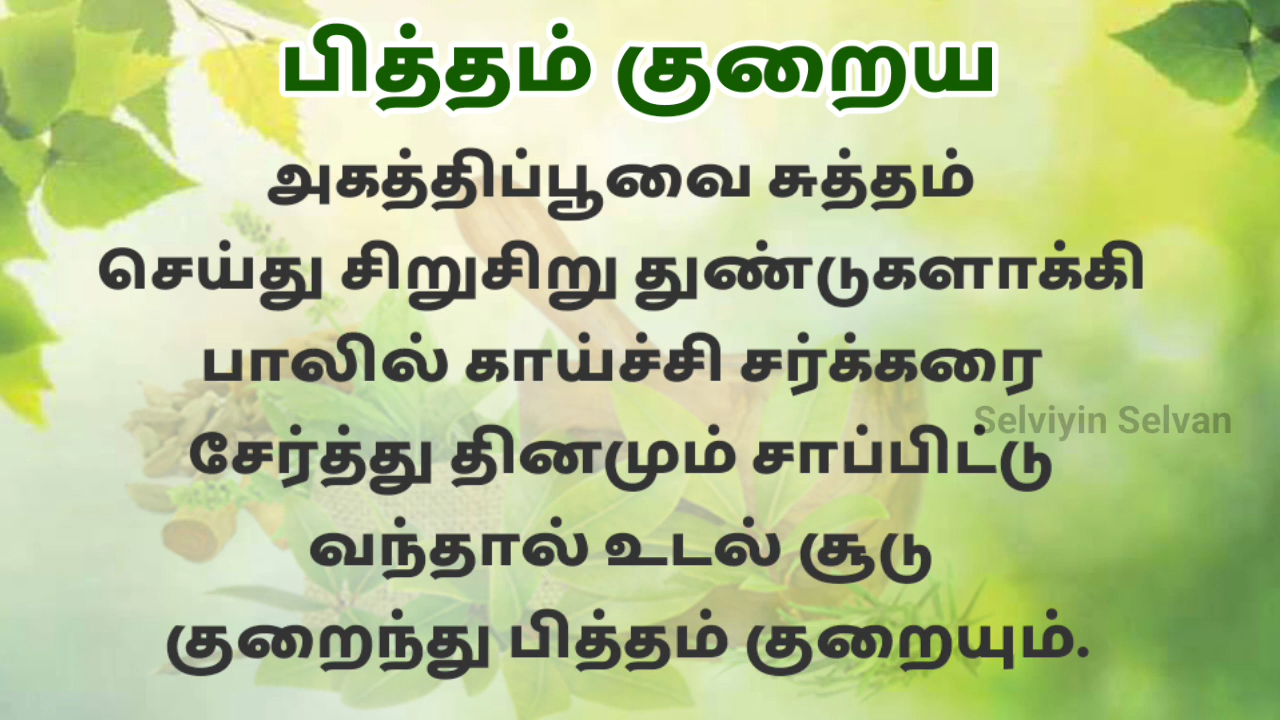 பித்தம் குறைய
அகத்திப்பூவை சுத்தம்
செய்து சிறுசிறு துண்டுகளாக்கி
பாலில் காய்ச்சி சர்க்கரை
Selviyin Selvan
சேர்த்து தினமும் சாப்பிட்டு
வந்தால் உடல் சூடு
குறைந்து பித்தம் குறையும்.